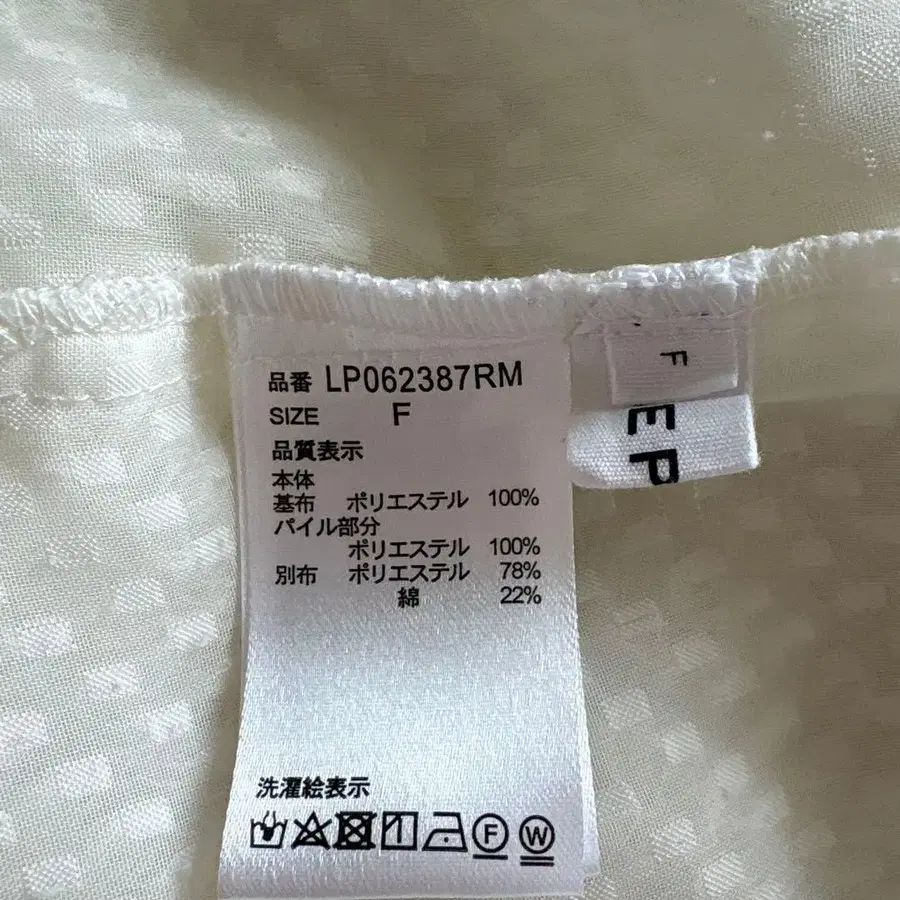 品番 LP062387RM
SIZE F
品質表示
本体
基布 ポリエステル 100%
パイル部分
ポリエステル 100%
別布 ポリエステル 78%
綿 22%
洗濯絵表示
F W
F
EP